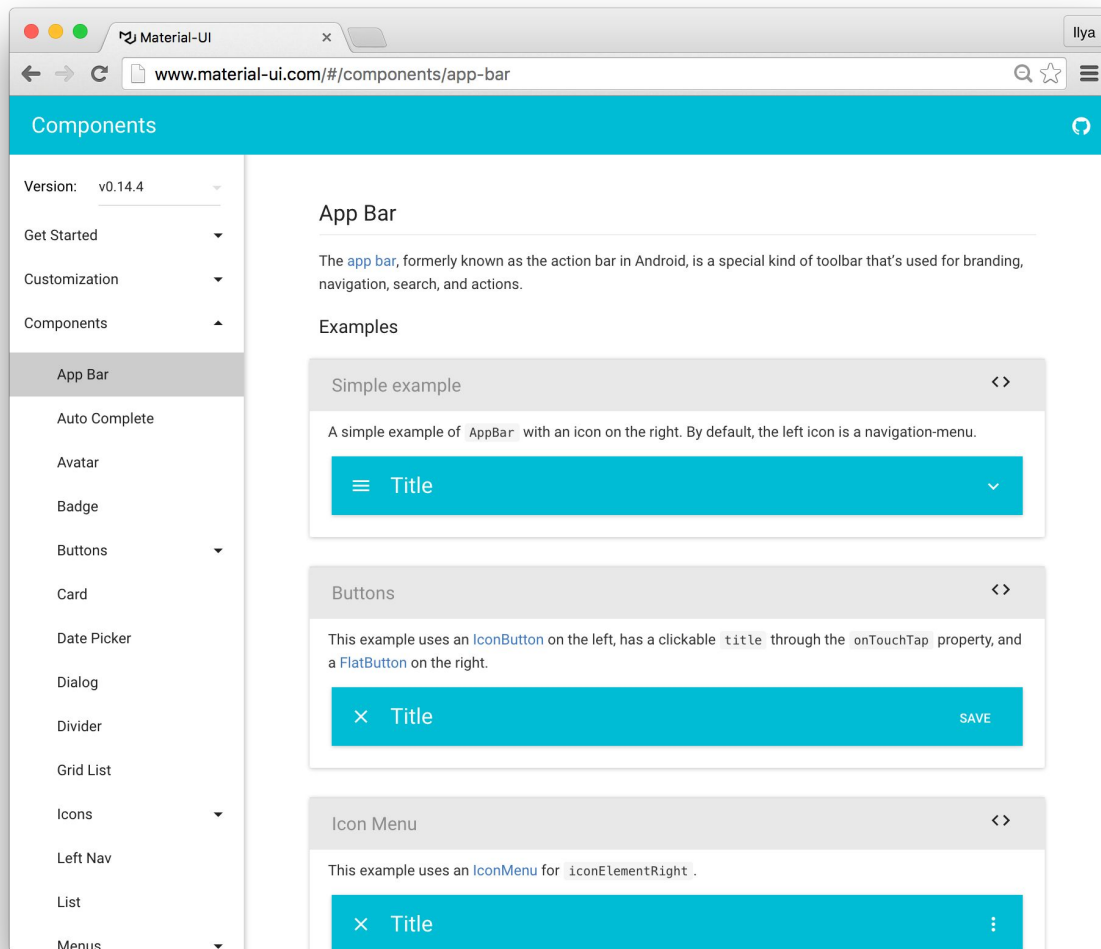 Material-UI
Ilya
www.material-ui.com/#/components/app-bar
Components
Version: v0.14.4
Get Started
Customization
Components
App Bar
Auto Complete
Avatar
Badge
Buttons
Card
Date Picker
Dialog
Divider
Grid List
Icons
Left Nav
List
Menus
App Bar
The app bar, formerly known as the action bar in Android, is a special kind of toolbar that's used for branding,
navigation, search, and actions.
Examples
Simple example
A simple example of AppBar with an icon on the right. By default, the left icon is a navigation-menu.
Title
Buttons
This example uses an IconButton on the left, has a clickable title through the onTouchTap property, and
a FlatButton on the right.
Title
SAVE
Icon Menu
This example uses an IconMenu for iconElementRight.
Title